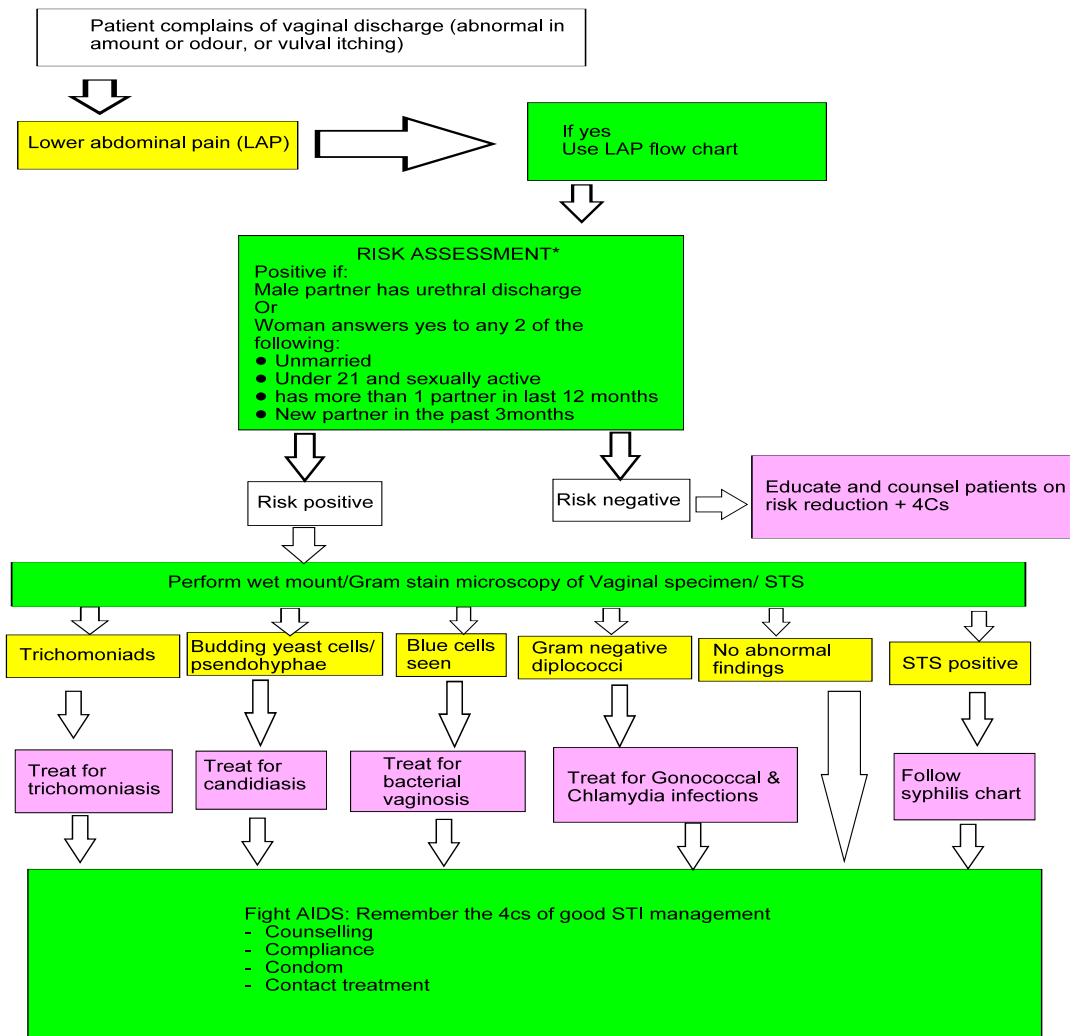 Patient complains of vaginal discharge (abnormal in
amount or odour, or vulval itching)
Lower abdominal pain (LAP)
If yes
Use LAP flow chart
RISK ASSESSMENT*
Positive if:
Male partner has urethral discharge
Or
Woman answers yes to any 2 of the
following:
● Unmarried
● Under 21 and sexually active
● has more than 1 partner in last 12 months
● New partner in the past 3months
Risk positive
Risk negative
Educate and counsel patients on
risk reduction + 4Cs
Perform wet mount/Gram stain microscopy of Vaginal specimen/ STS
Trichomoniads
Budding yeast cells/
psendohyphae
Blue cells
seen
Gram negative
diplococci
No abnormal
findings
STS positive
Treat for
trichomoniasis
Treat for
candidiasis
Treat for
bacterial
vaginosis
Treat for Gonococcal &
Chlamydia infections
Follow
syphilis chart
Fight AIDS: Remember the 4cs of good STI management
- Counselling
- Compliance
- Condom
- Contact treatment